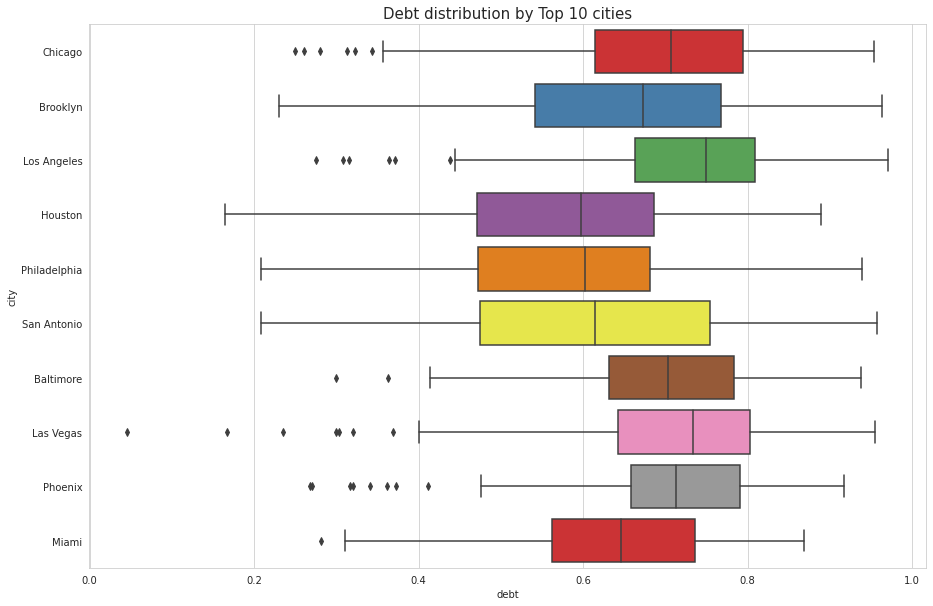 Debt distribution by Top 10 cities
Chicago
Brooklyn
Los Angeles
Houston
Philadelphia
city
San Antonio
Baltimore
Las Vegas
Phoenix
Miami
0.0 0.2 0.4 0.6 0.8 1.0
debt